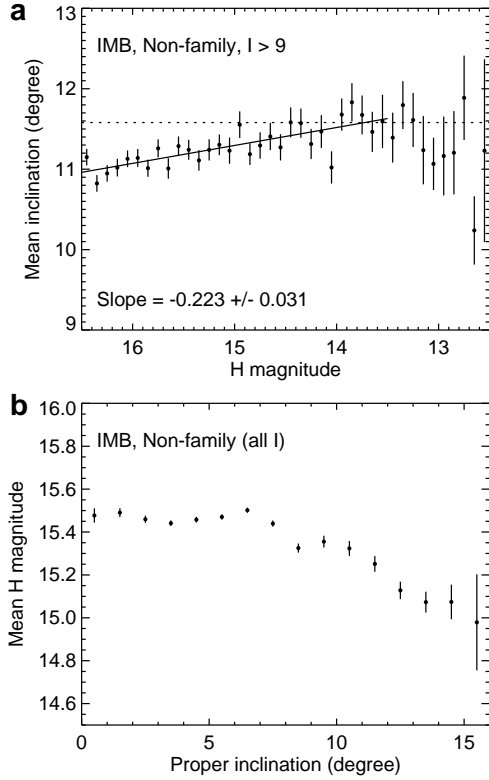 a
13
IMB, Non-family, I > 9
12
11
10
9
Mean inclination (degree)
Slope = -0.223 +/- 0.031
16 15 14 13
H magnitude
b
16.0
IMB, Non-family (all I)
15.8
15.6
15.4
15.2
15.0
14.8
14.6
Mean H magnitude
0 5 10 15
Proper inclination (degree)